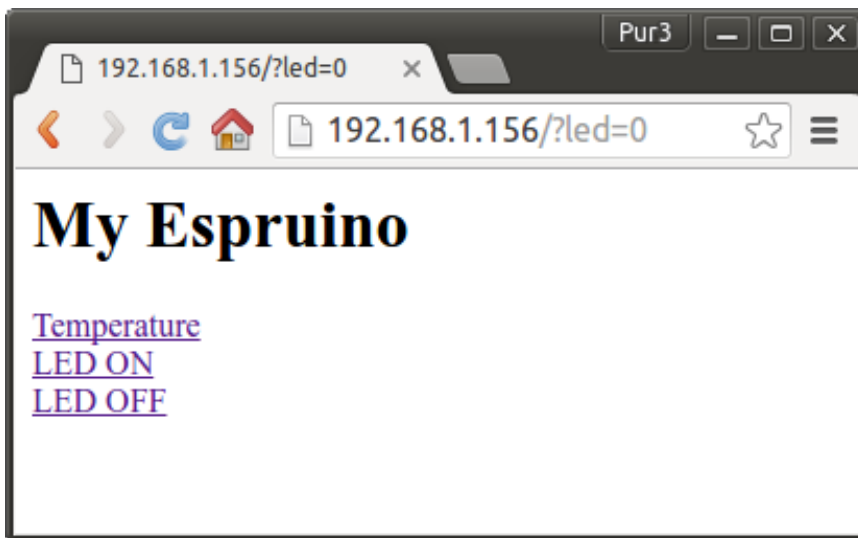 Pur3
192.168.1.156/?led=0
192.168.1.156/?led=0
My Espruino
Temperature
LED ON
LED OFF